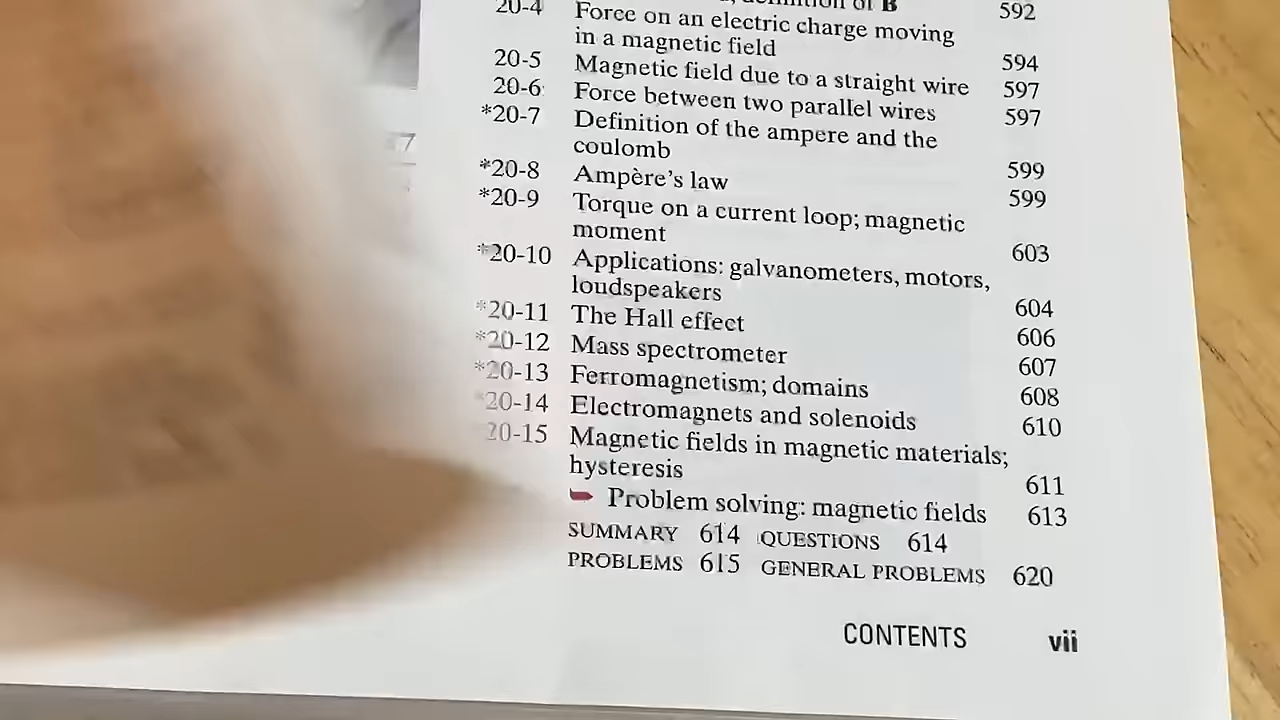 definition of B 592
20-4 Force on an electric charge moving
in a magnetic field 594
20-5 Magnetic field due to a straight wire 597
20-6 Force between two parallel wires 597
*20-7 Definition of the ampere and the
coulomb 599
*20-8 Ampère's law 599
*20-9 Torque on a current loop; magnetic
moment 603
*20-10 Applications: galvanometers, motors,
loudspeakers 604
*20-11 The Hall effect 606
*20-12 Mass spectrometer 607
*20-13 Ferromagnetism; domains 608
*20-14 Electromagnets and solenoids 610
20-15 Magnetic fields in magnetic materials;
hysteresis 611
Problem solving: magnetic fields 613
SUMMARY 614 QUESTIONS 614
PROBLEMS 615 GENERAL PROBLEMS 620
CONTENTS vii